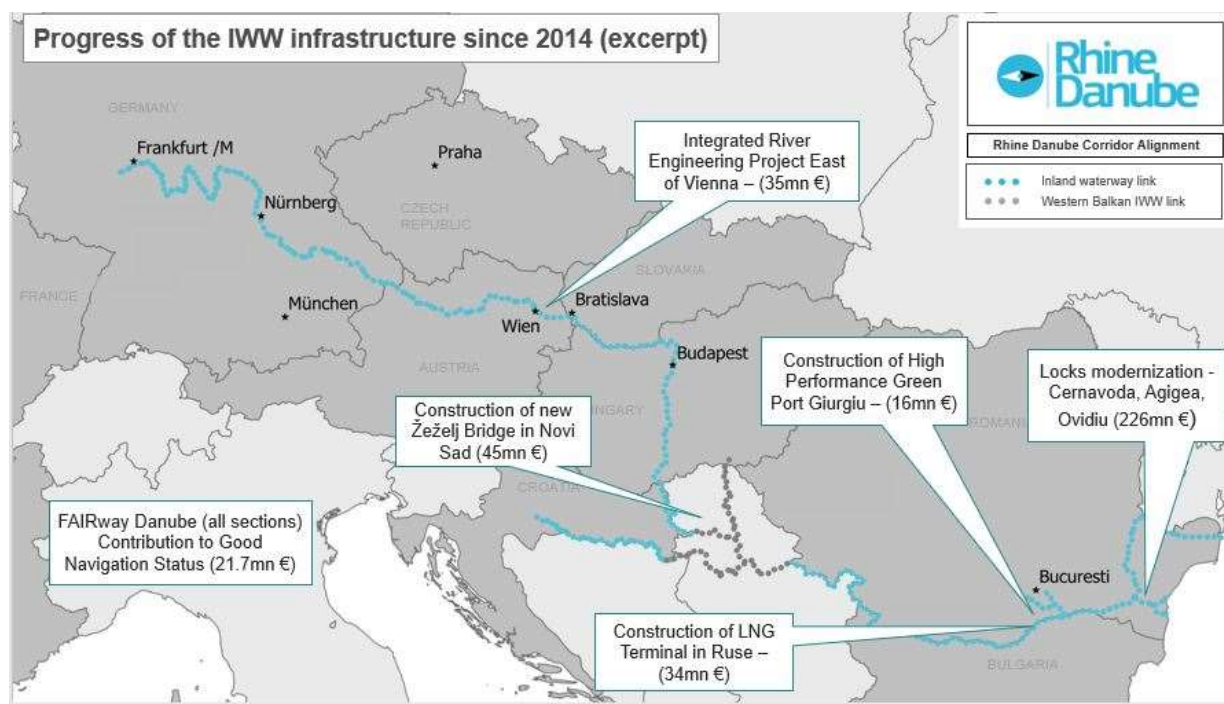 Progress of the IWW infrastructure since 2014 (excerpt)
Rhine
Danube
Rhine Danube Corridor Alignment
Inland waterway link
Western Balkan IWW link
GERMANY
Frankfurt /M
Praha
Integrated River
Engineering Project East
of Vienna – (35mn €)
Nürnberg
CZECH
REPUBLIC
SLOVAKIA
FRANCE
München
Wien
Bratislava
Budapest
AUSTRIA
Construction of High
Performance Green
Port Giurgiu – (16mn €)
Locks modernization -
Cernavoda, Agigea,
Ovidiu (226mn €)
Construction of new
Žeželj Bridge in Novi
Sad (45mn €)
HUNGARY
ROMANIA
CROATIA
FAIRway Danube (all sections)
Contribution to Good
Navigation Status (21.7mn €)
Bucuresti
Construction of LNG
Terminal in Ruse –
(34mn €)
BULGARIA